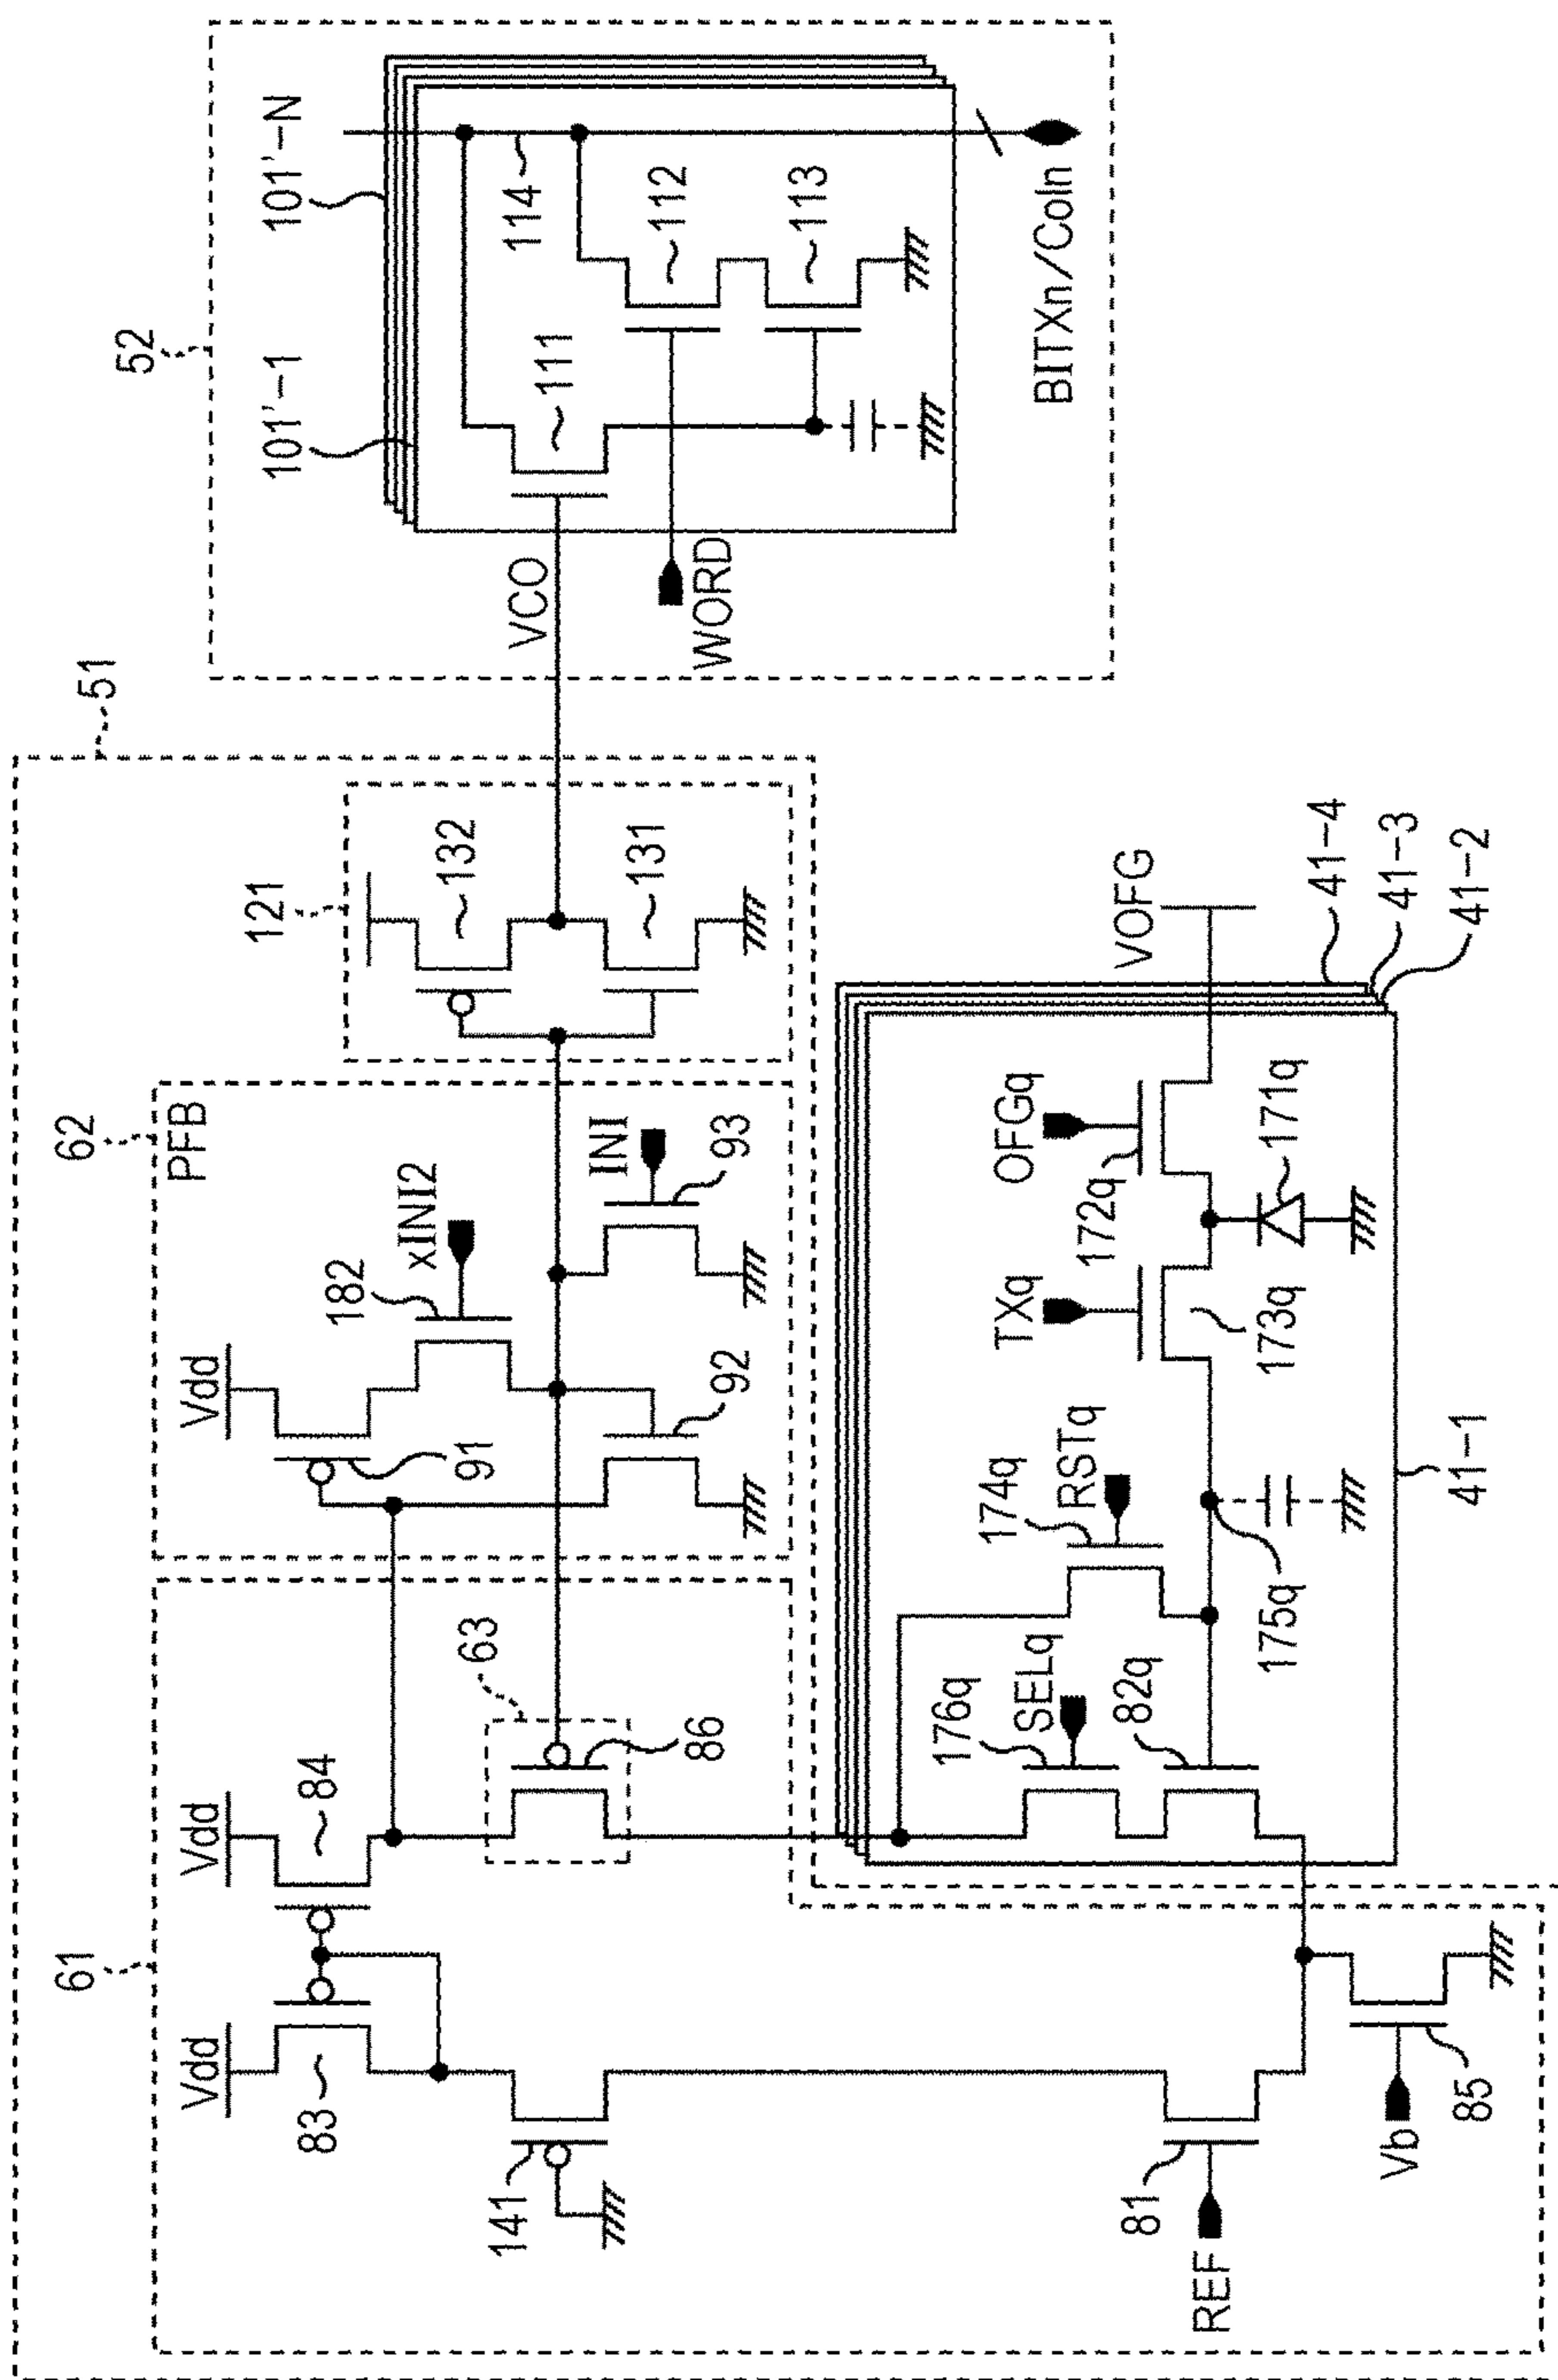 51
61
62
PFB
121
52
101'-1
101'-N
Vdd
Vdd
Vdd
83
84
91
182
xINI2
132
111
114
112
63
86
92
INI
93
131
VCO
WORD
113
141
81
REF
Vb
85
176q
SELq
82q
174q
RSTq
175q
TXq
173q
OFGq
172q
171q
VOFG
41-4
41-3
41-2
41-1
BITXn/Coln